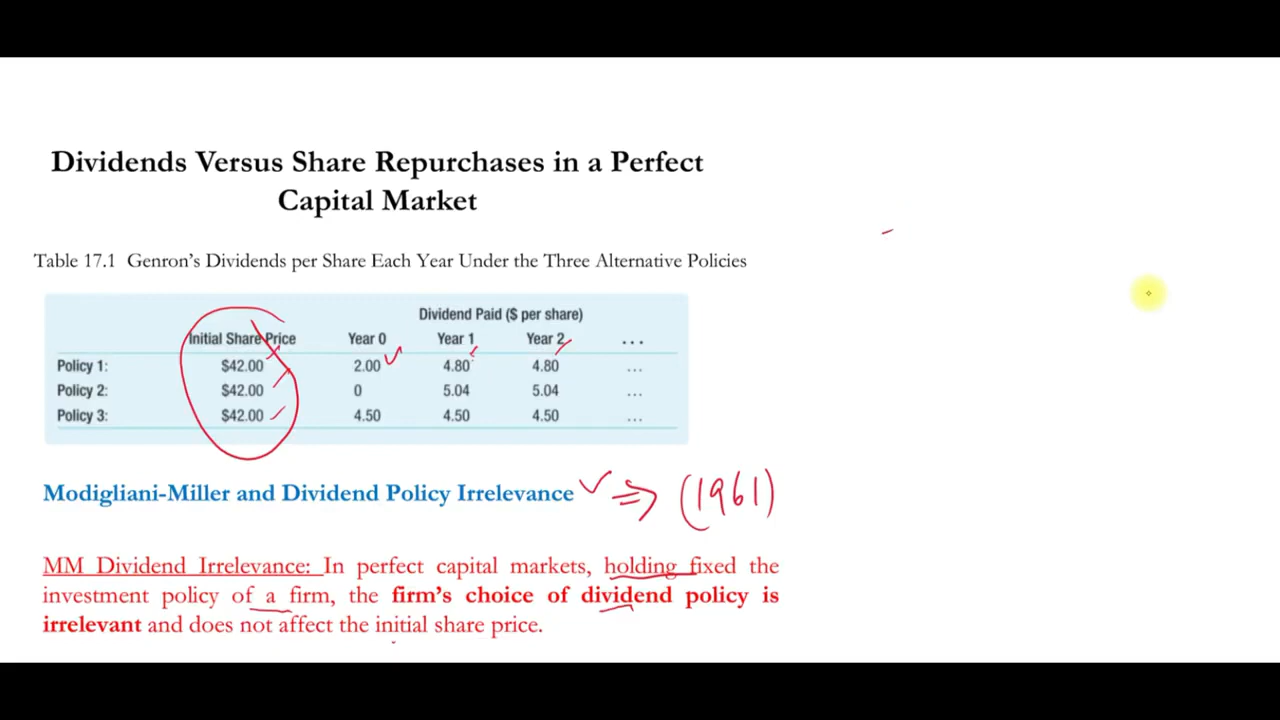 Dividends Versus Share Repurchases in a Perfect
Capital Market
Table 17.1 Genron's Dividends per Share Each Year Under the Three Alternative Policies
Dividend Paid ($ per share)
Initial Share Price Year 0 Year 1 Year 2 ...
Policy 1: $42.00 2.00 4.80 4.80 ...
Policy 2: $42.00 0 5.04 5.04 ...
Policy 3: $42.00 4.50 4.50 4.50 ...
Modigliani-Miller and Dividend Policy Irrelevance ⇒ (1961)
MM Dividend Irrelevance: In perfect capital markets, holding fixed the
investment policy of a firm, the firm's choice of dividend policy is
irrelevant and does not affect the initial share price.